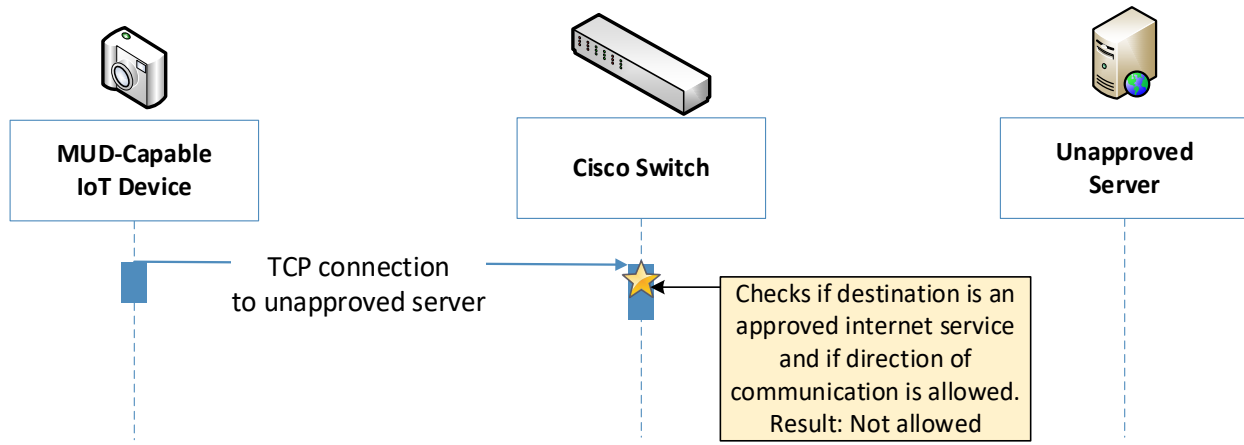 MUD-Capable
IoT Device
Cisco Switch
Unapproved
Server
TCP connection
to unapproved server
Checks if destination is an
approved internet service
and if direction of
communication is allowed.
Result: Not allowed